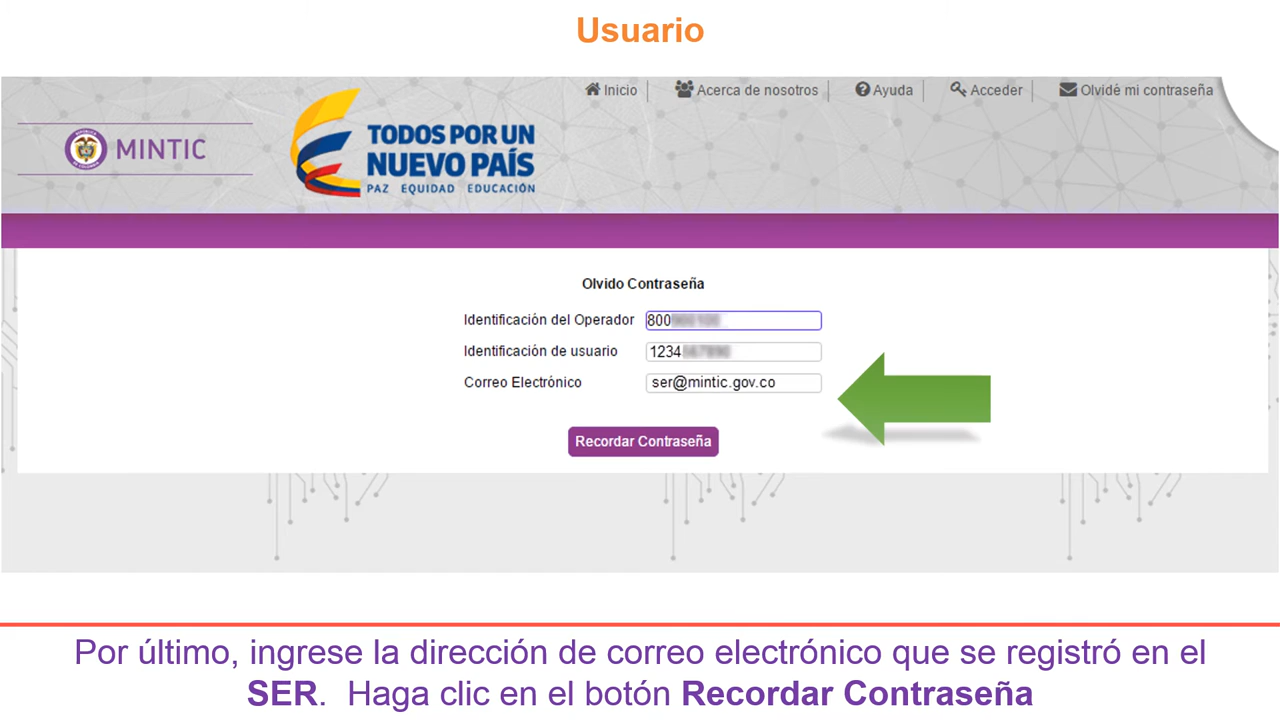 Usuario
Inicio
Acerca de nosotros
Ayuda
Acceder
Olvidé mi contraseña
MINTIC
TODOS POR UN
NUEVO PAÍS
PAZ EQUIDAD EDUCACIÓN
Olvido Contraseña
Identificación del Operador 800
Identificación de usuario 1234
Correo Electrónico ser@mintic.gov.co
Recordar Contraseña
Por último, ingrese la dirección de correo electrónico que se registró en el
SER. Haga clic en el botón Recordar Contraseña